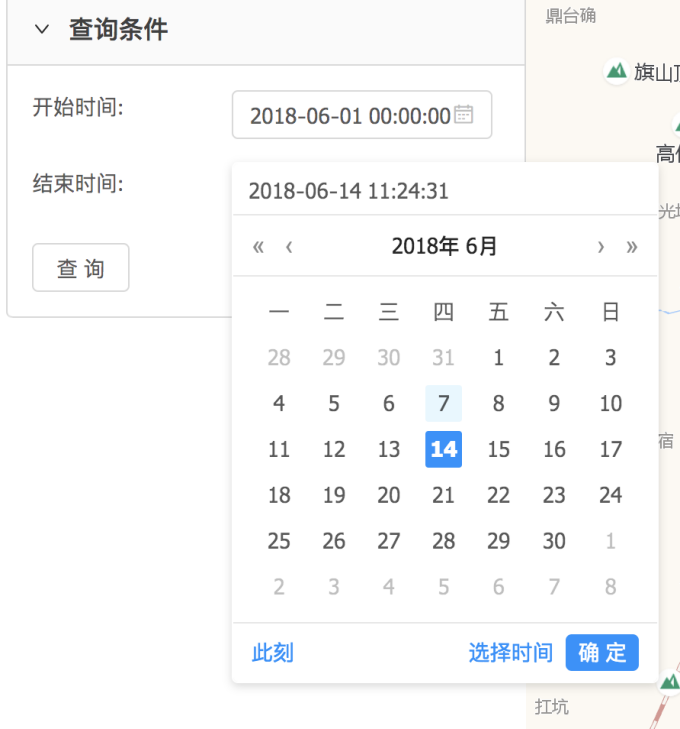 鼎台确
查询条件
旗山顶
开始时间:
2018-06-01 00:00:00
结束时间:
2018-06-14 11:24:31
« ‹ 2018年 6月 › »
查 询
一 二 三 四 五 六 日
28 29 30 31 1 2 3
4 5 6 7 8 9 10
11 12 13 14 15 16 17
18 19 20 21 22 23 24
25 26 27 28 29 30 1
2 3 4 5 6 7 8
宿
此刻 选择时间 确 定
扛坑